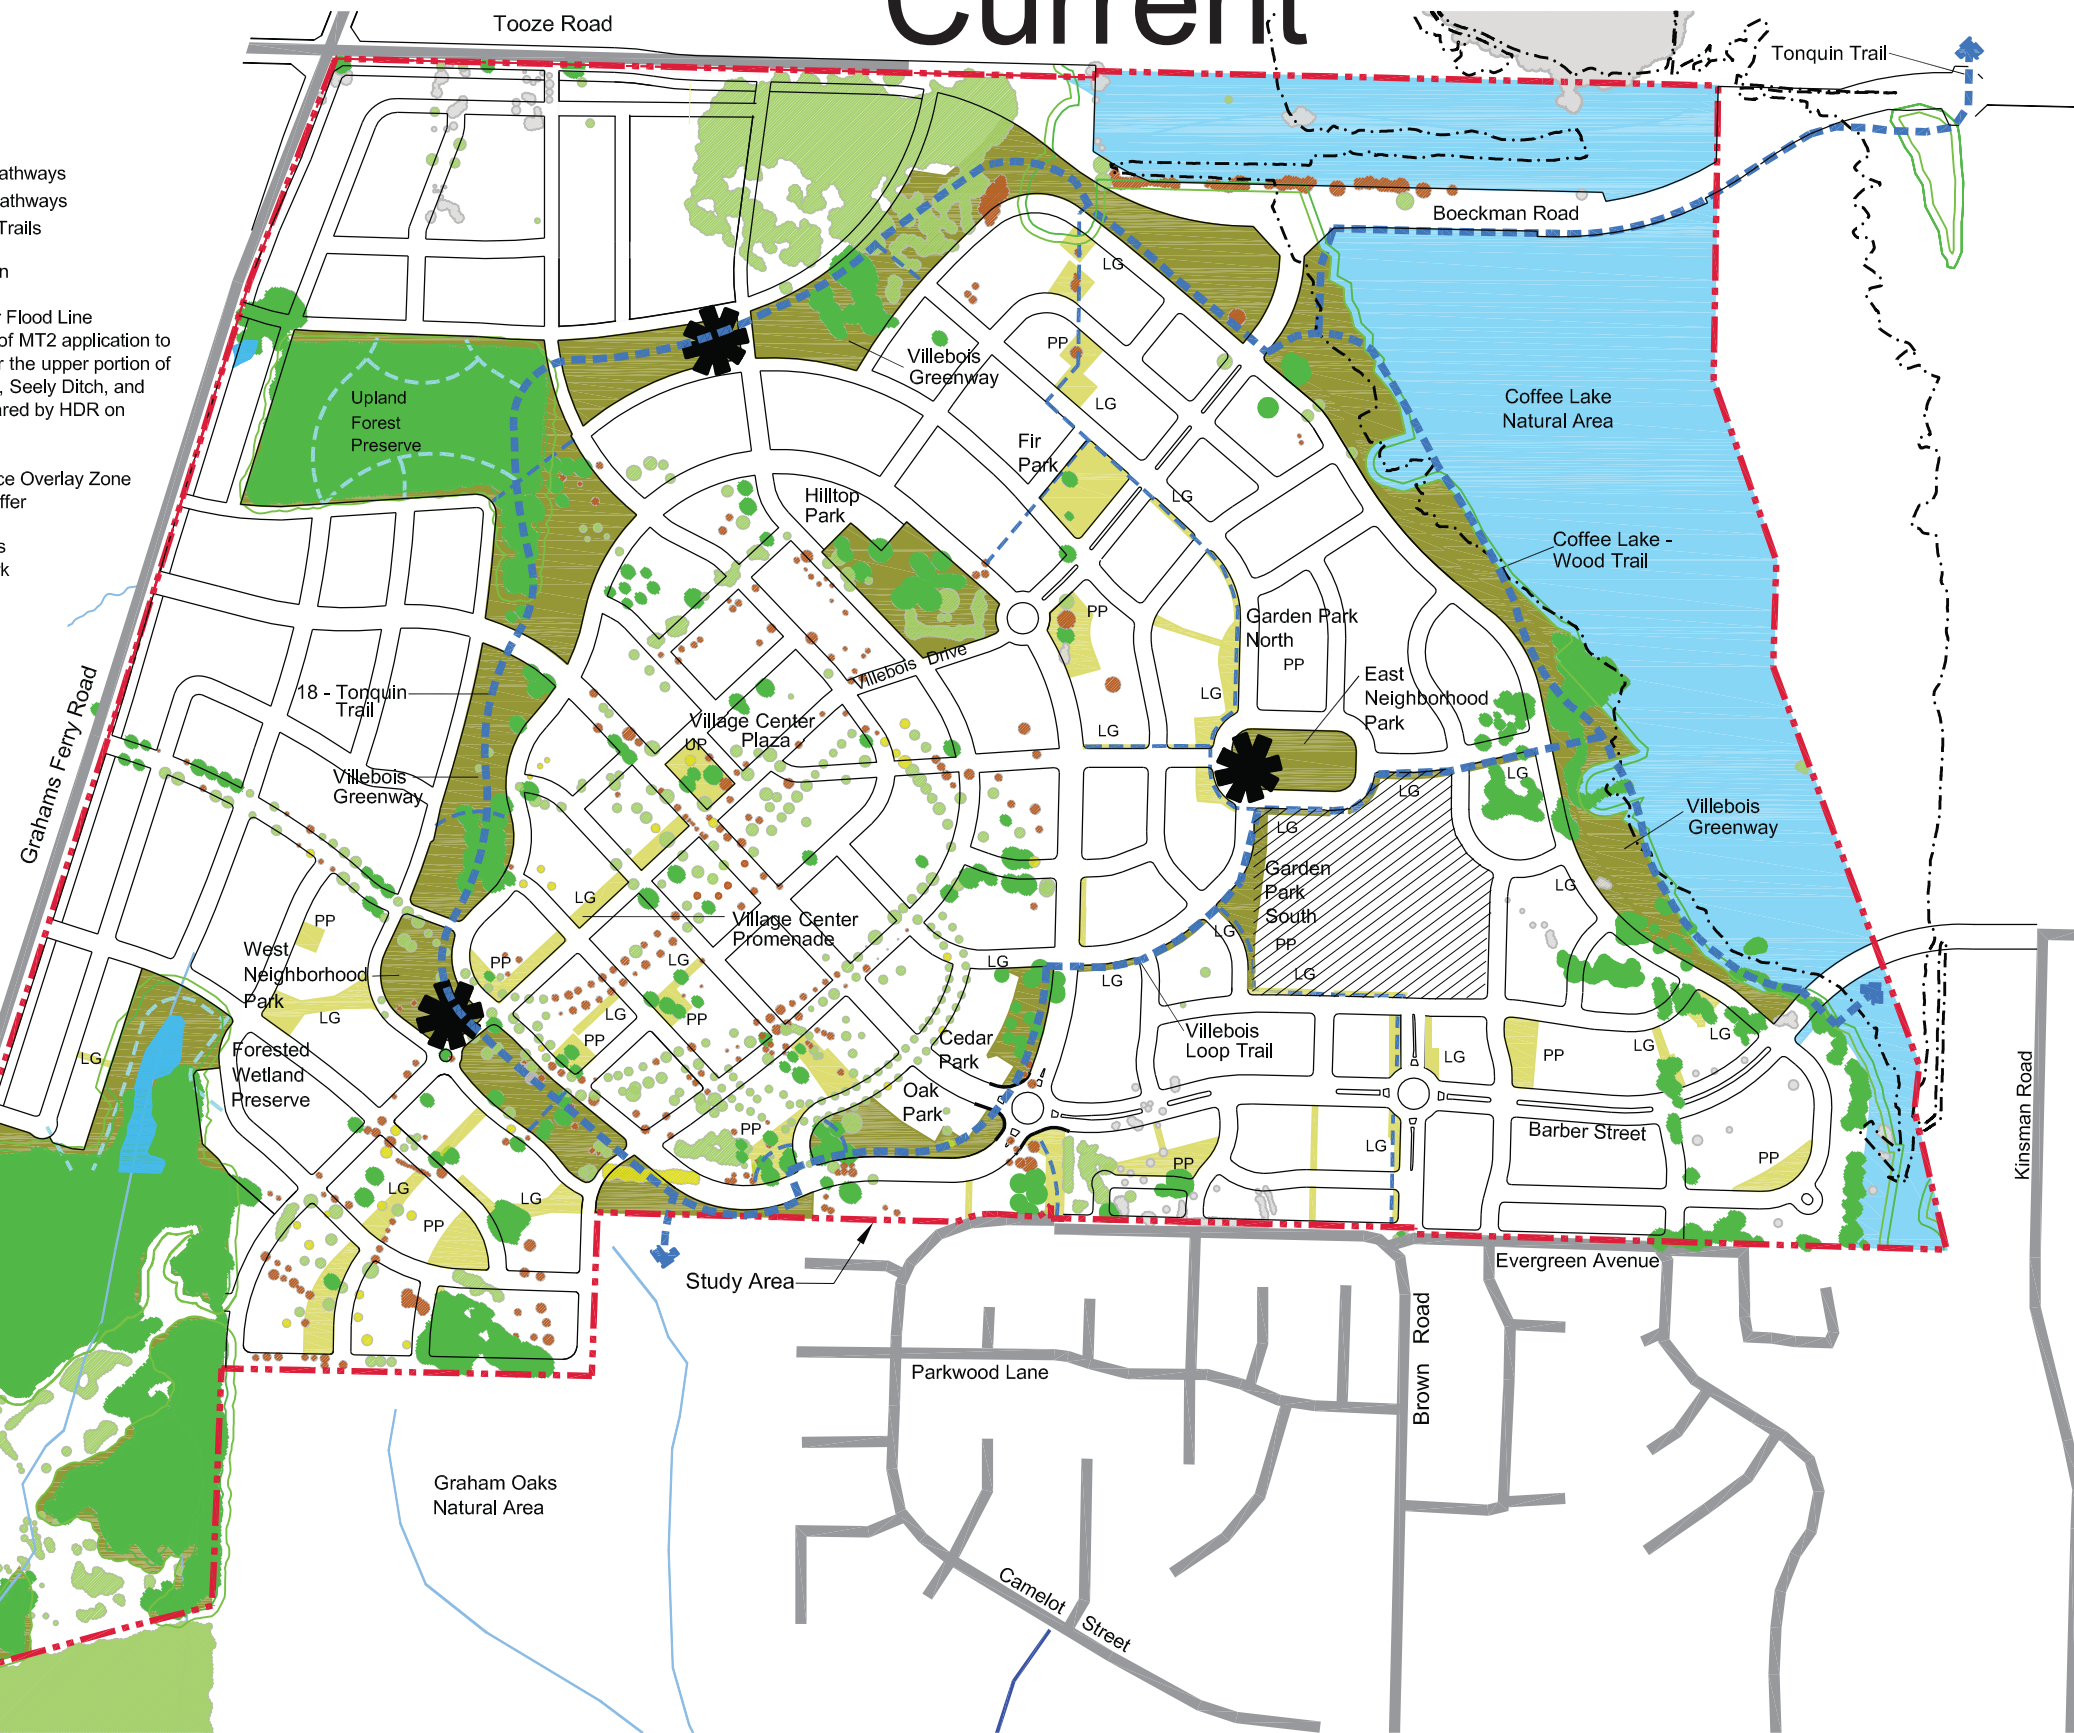 Current
Tooze Road
Tonquin Trail
athways
athways
Trails
n
r Flood Line
of MT2 application to
r the upper portion of
, Seely Ditch, and
ared by HDR on
ce Overlay Zone
ffer
s
rk
Boeckman Road
LG
PP
LG
Villebois
Greenway
Upland
Forest
Preserve
Coffee Lake
Natural Area
Fir
Park
LG
Hilltop
Park
Coffee Lake -
Wood Trail
PP
Garden Park
North
PP
Villebois Drive
East
Neighborhood
Park
LG
18 - Tonquin
Trail
Village Center
Plaza
UP
LG
Grahams Ferry Road
Villebois
Greenway
LG
LG
LG
Villebois
Greenway
Garden
Park
South
PP
LG
LG
LG
LG
PP
Village Center
Promenade
West
Neighborhood
Park
LG
PP
LG
LG
LG
LG
PP
PP
Cedar
Park
Villebois
Loop Trail
LG
PP
LG
LG
LG
Forested
Wetland
Preserve
Oak
Park
Kinsman Road
PP
Barber Street
LG
PP
PP
LG
LG
PP
Study Area
Evergreen Avenue
Parkwood Lane
Brown Road
Graham Oaks
Natural Area
Camelot Street